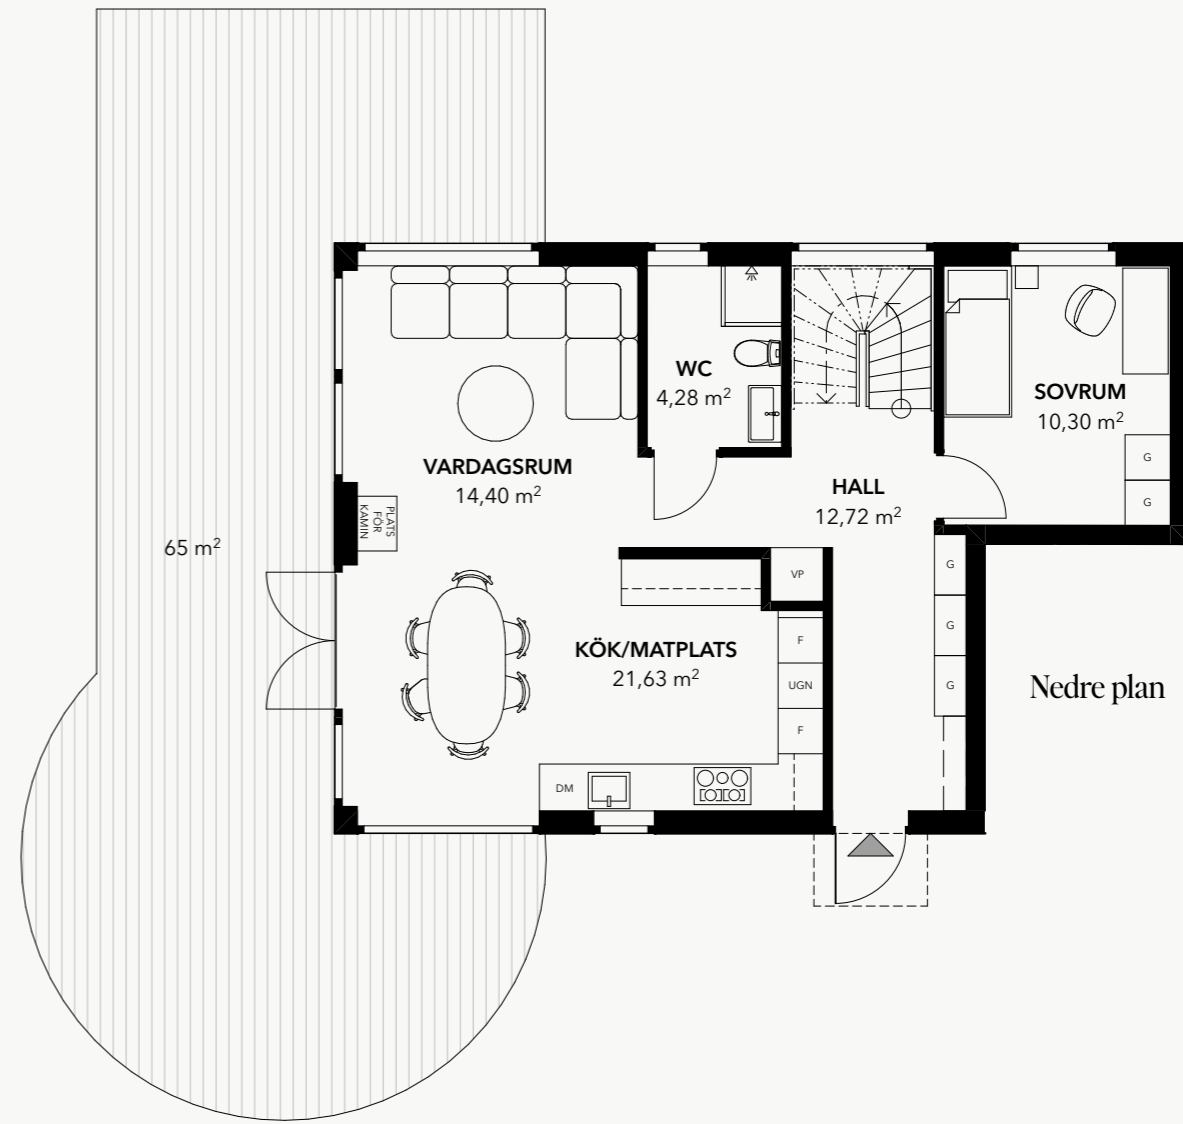 WC
4,28 m²
SOVRUM
10,30 m²
VARDAGSRUM
14,40 m²
HALL
12,72 m²
G
G
PLATS
FÖR
KAMIN
65 m²
VP
G
KÖK/MATPLATS
21,63 m²
F
G
UGN
G
F
Nedre plan
DM